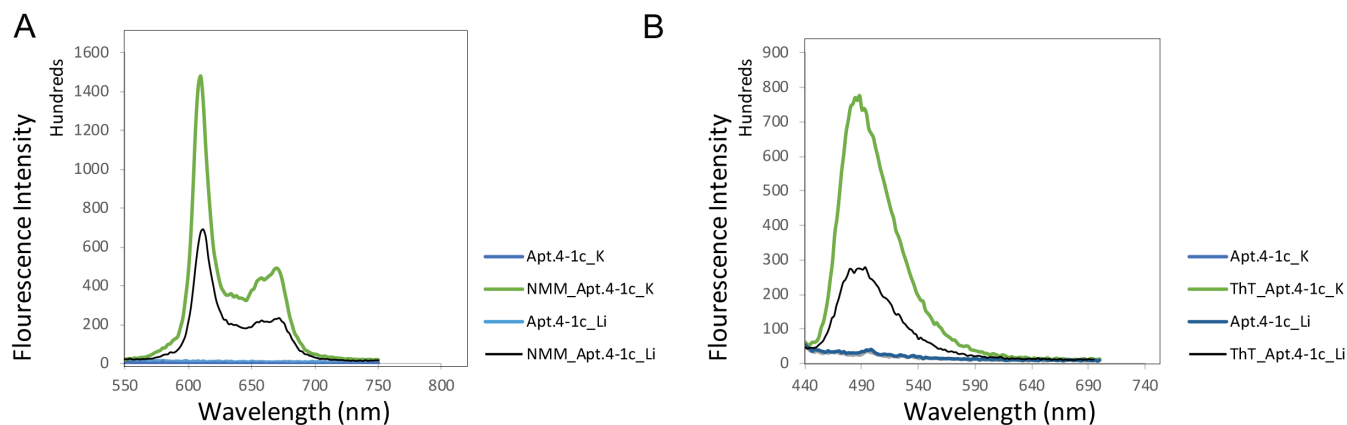 A
Flourescence Intensity
Hundreds
1600
1400
1200
1000
800
600
400
200
0
550
600
650
700
750
800
Wavelength (nm)
Apt.4-1c_K
NMM_Apt.4-1c_K
Apt.4-1c_Li
NMM_Apt.4-1c_Li
B
Flourescence Intensity
Hundreds
900
800
700
600
500
400
300
200
100
0
440
490
540
590
640
690
740
Wavelength (nm)
Apt.4-1c_K
ThT_Apt.4-1c_K
Apt.4-1c_Li
ThT_Apt.4-1c_Li